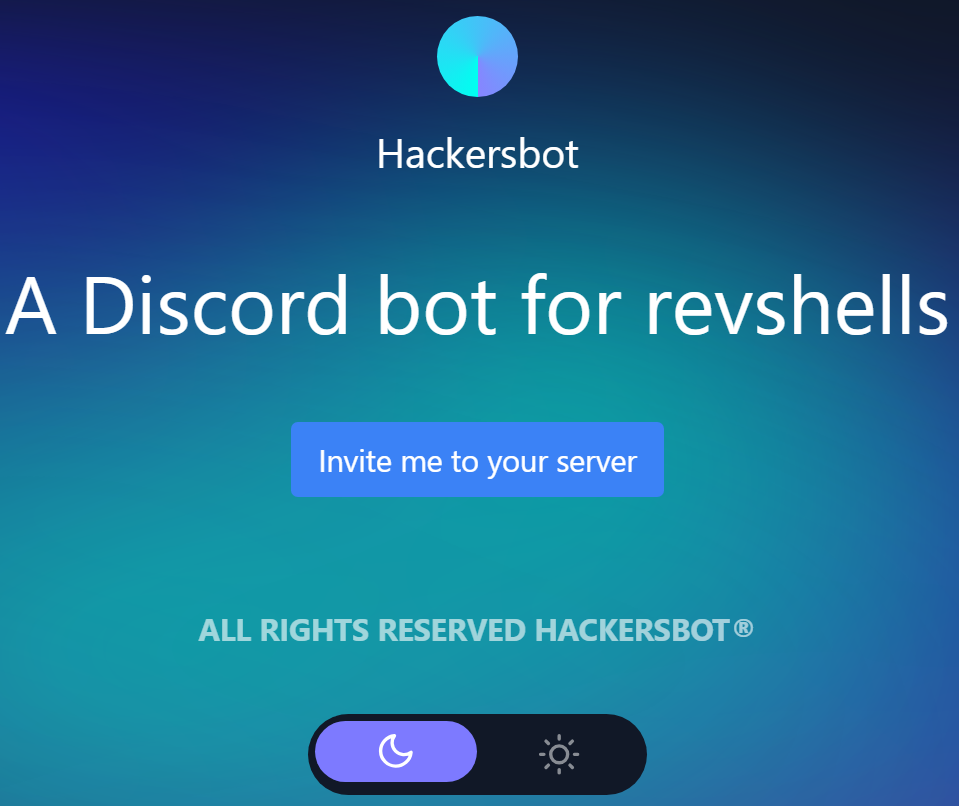 Hackersbot
A Discord bot for revshells
Invite me to your server
ALL RIGHTS RESERVED HACKERSBOT®